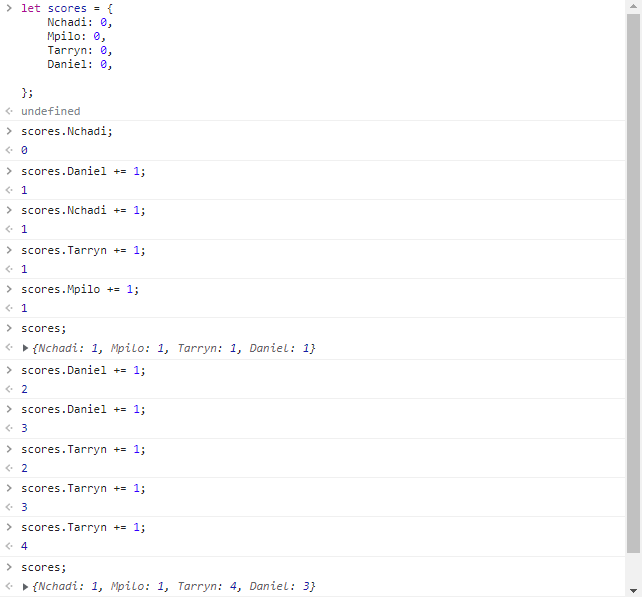 > let scores = {
Nchadi: 0,
Mpilo: 0,
Tarryn: 0,
Daniel: 0,
};
undefined
> scores.Nchadi;
0
> scores.Daniel += 1;
1
> scores.Nchadi += 1;
1
> scores.Tarryn += 1;
1
> scores.Mpilo += 1;
1
> scores;
{Nchadi: 1, Mpilo: 1, Tarryn: 1, Daniel: 1}
> scores.Daniel += 1;
2
> scores.Daniel += 1;
3
> scores.Tarryn += 1;
2
> scores.Tarryn += 1;
3
> scores.Tarryn += 1;
4
> scores;
{Nchadi: 1, Mpilo: 1, Tarryn: 4, Daniel: 3}